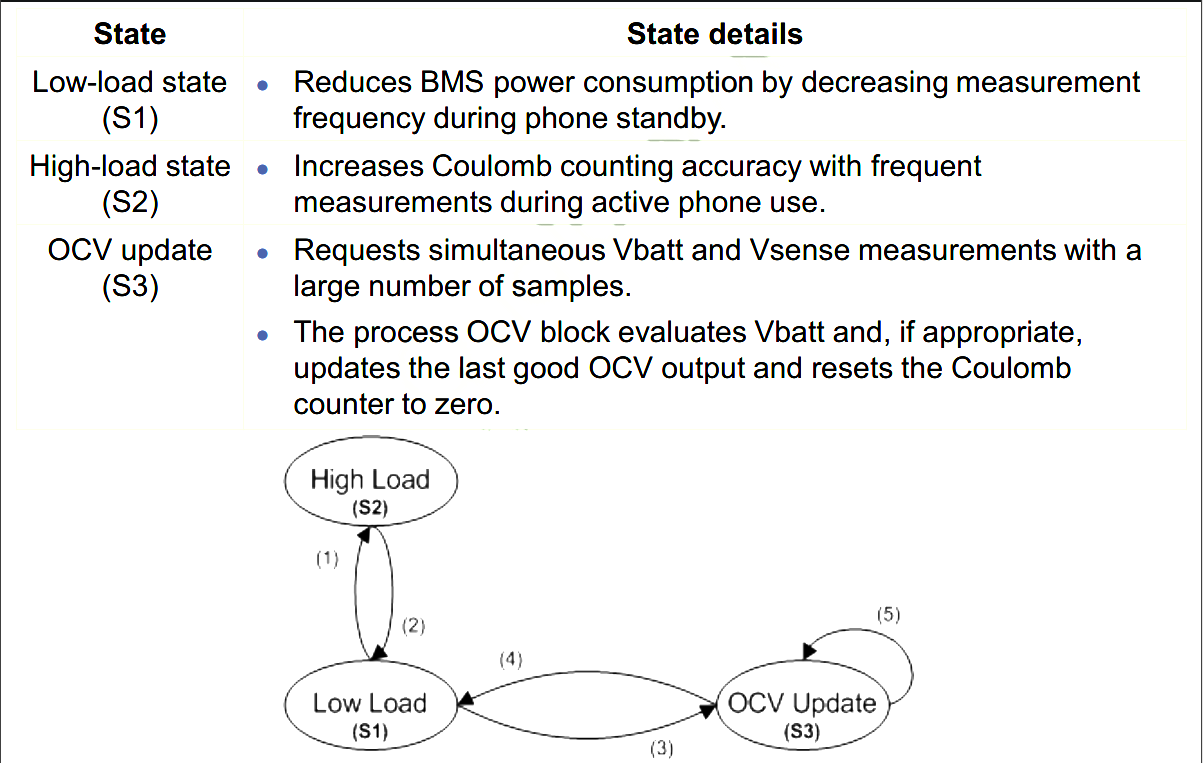 State State details
Low-load state
(S1)
• Reduces BMS power consumption by decreasing measurement
frequency during phone standby.
High-load state
(S2)
• Increases Coulomb counting accuracy with frequent
measurements during active phone use.
OCV update
(S3)
• Requests simultaneous Vbatt and Vsense measurements with a
large number of samples.
• The process OCV block evaluates Vbatt and, if appropriate,
updates the last good OCV output and resets the Coulomb
counter to zero.
High Load
(S2)
(1)
(2)
(5)
(4)
Low Load
(S1)
OCV Update
(S3)
(3)